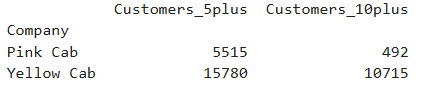 Customers_5plus Customers_10plus
Company
Pink Cab 5515 492
Yellow Cab 15780 10715